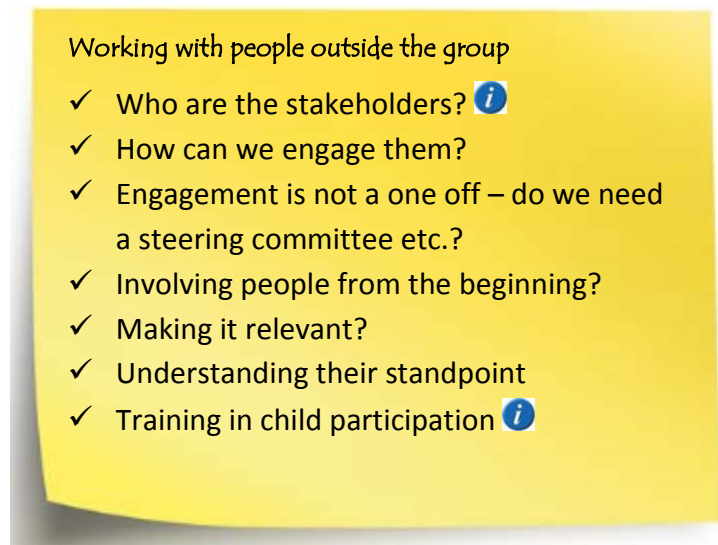 Working with people outside the group
✓ Who are the stakeholders? i
✓ How can we engage them?
✓ Engagement is not a one off – do we need
a steering committee etc.?
✓ Involving people from the beginning?
✓ Making it relevant?
✓ Understanding their standpoint
✓ Training in child participation i